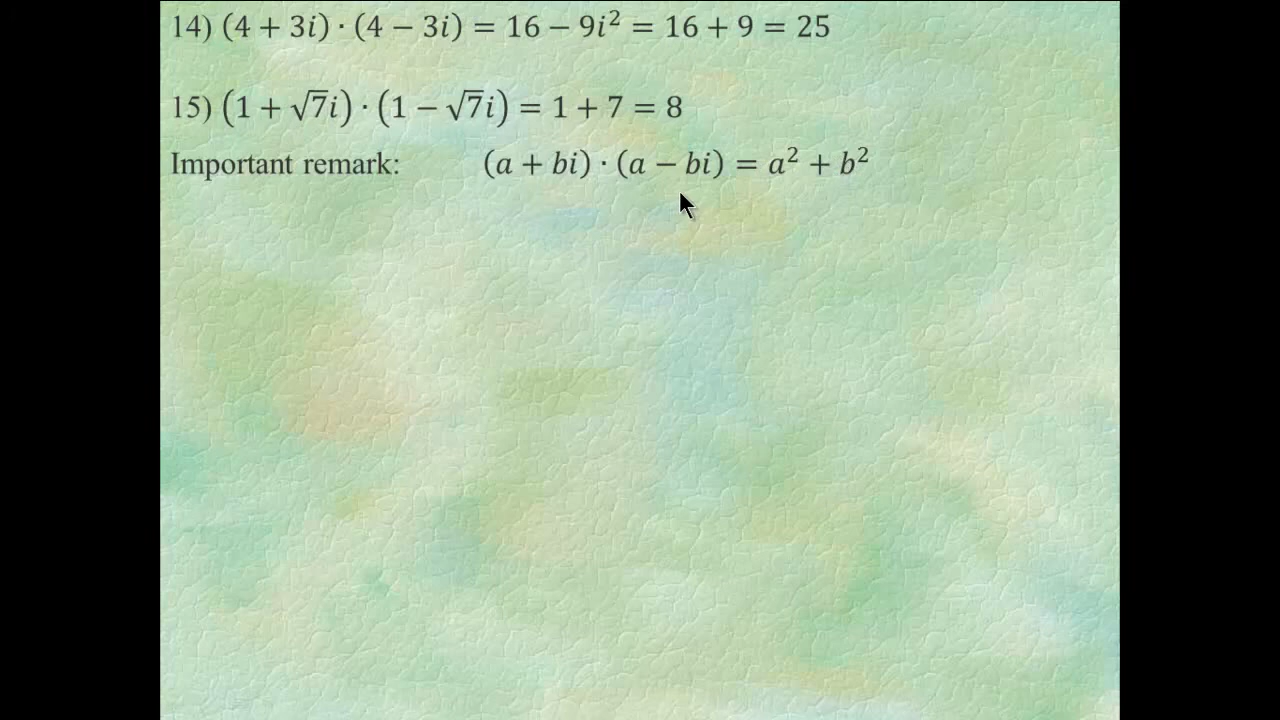 14) (4 + 3i) · (4 − 3i) = 16 − 9i² = 16 + 9 = 25
15) (1 + √7i) · (1 − √7i) = 1 + 7 = 8
Important remark: (a + bi) · (a − bi) = a² + b²